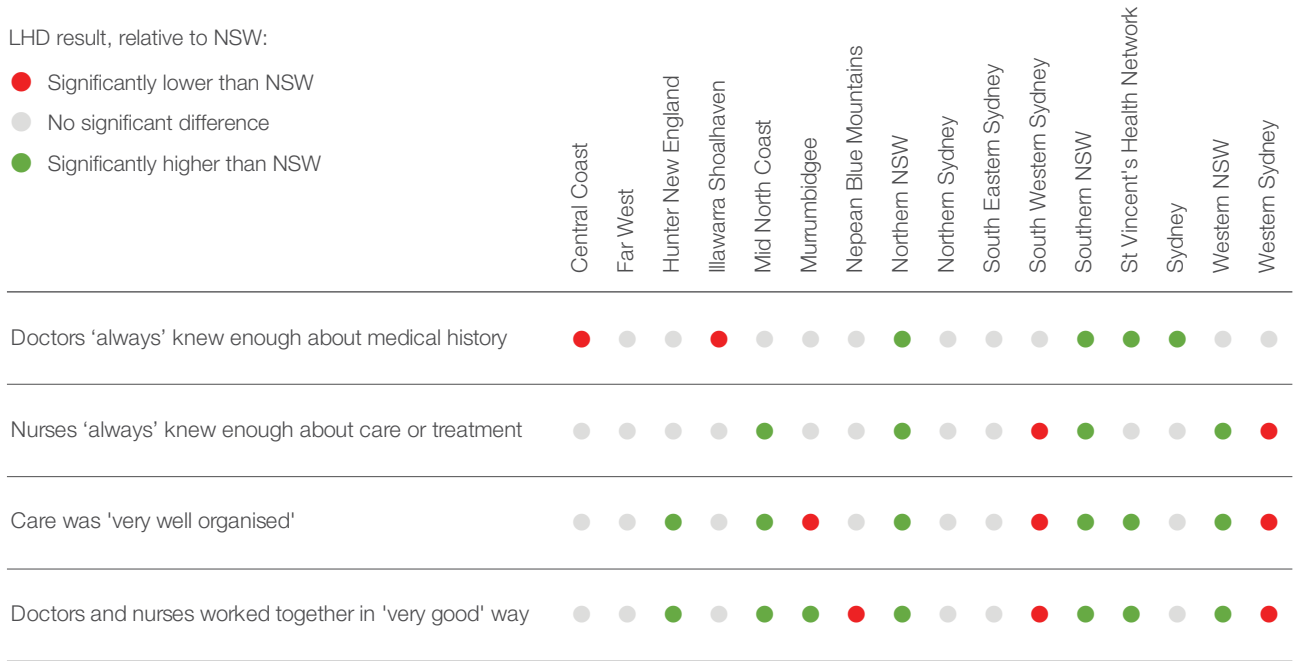 LHD result, relative to NSW:
Significantly lower than NSW
No significant difference
Significantly higher than NSW
Central Coast
Far West
Hunter New England
Illawarra Shoalhaven
Mid North Coast
Murrumbidgee
Nepean Blue Mountains
Northern NSW
Northern Sydney
South Eastern Sydney
South Western Sydney
Southern NSW
St Vincent's Health Network
Sydney
Western NSW
Western Sydney
Doctors ‘always’ knew enough about medical history
Nurses ‘always’ knew enough about care or treatment
Care was 'very well organised'
Doctors and nurses worked together in 'very good' way